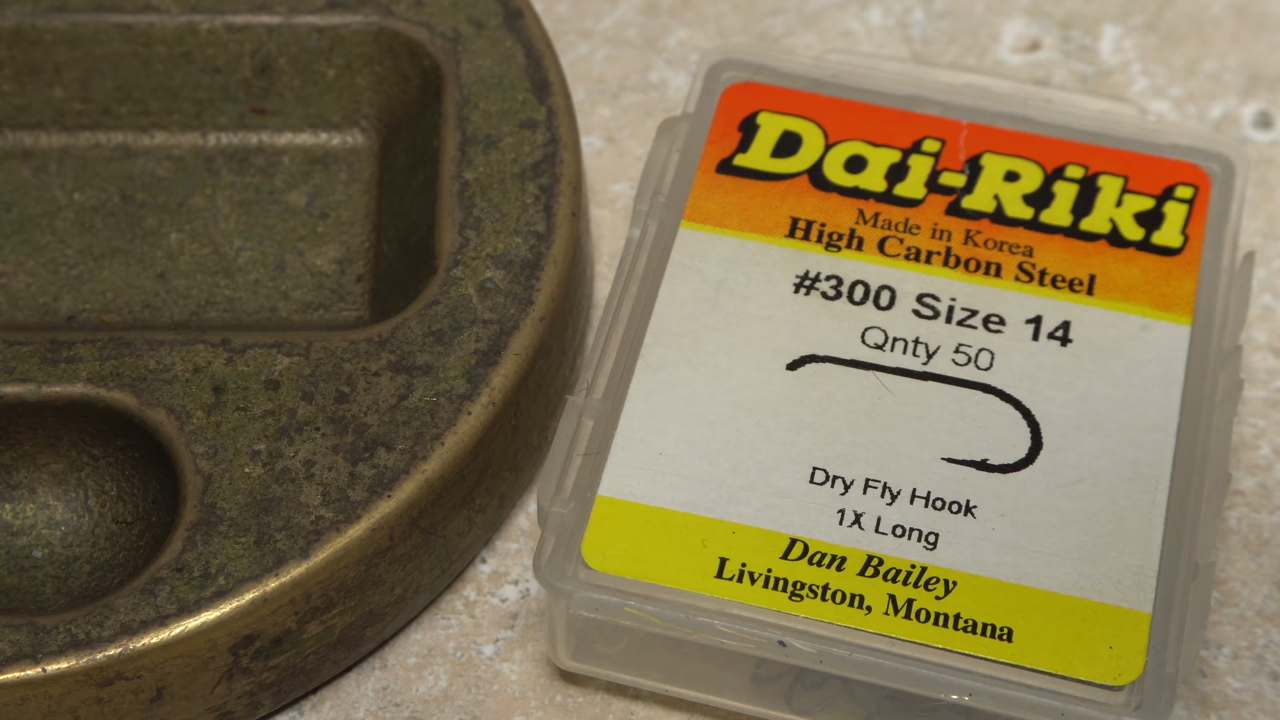 Dai-Riki
Made in Korea
High Carbon Steel
#300 Size 14
Qnty 50
Dry Fly Hook
1X Long
Dan Bailey
Livingston, Montana